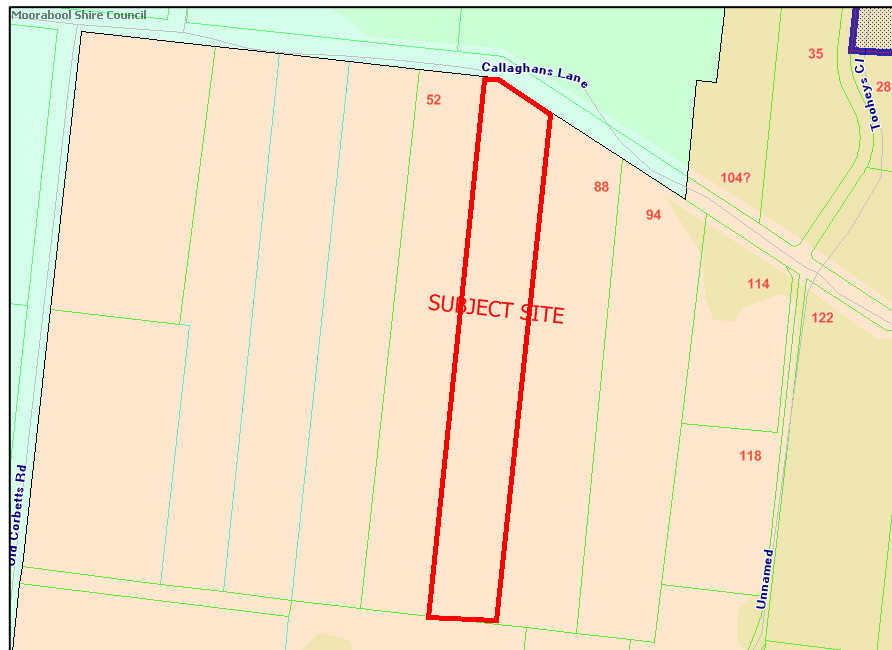 Moorabool Shire Council
Callaghans Lane
35
28
Tooheys Cl
52
104?
88
94
114
SUBJECT SITE
122
118
Old Corbetts Rd
Unnamed